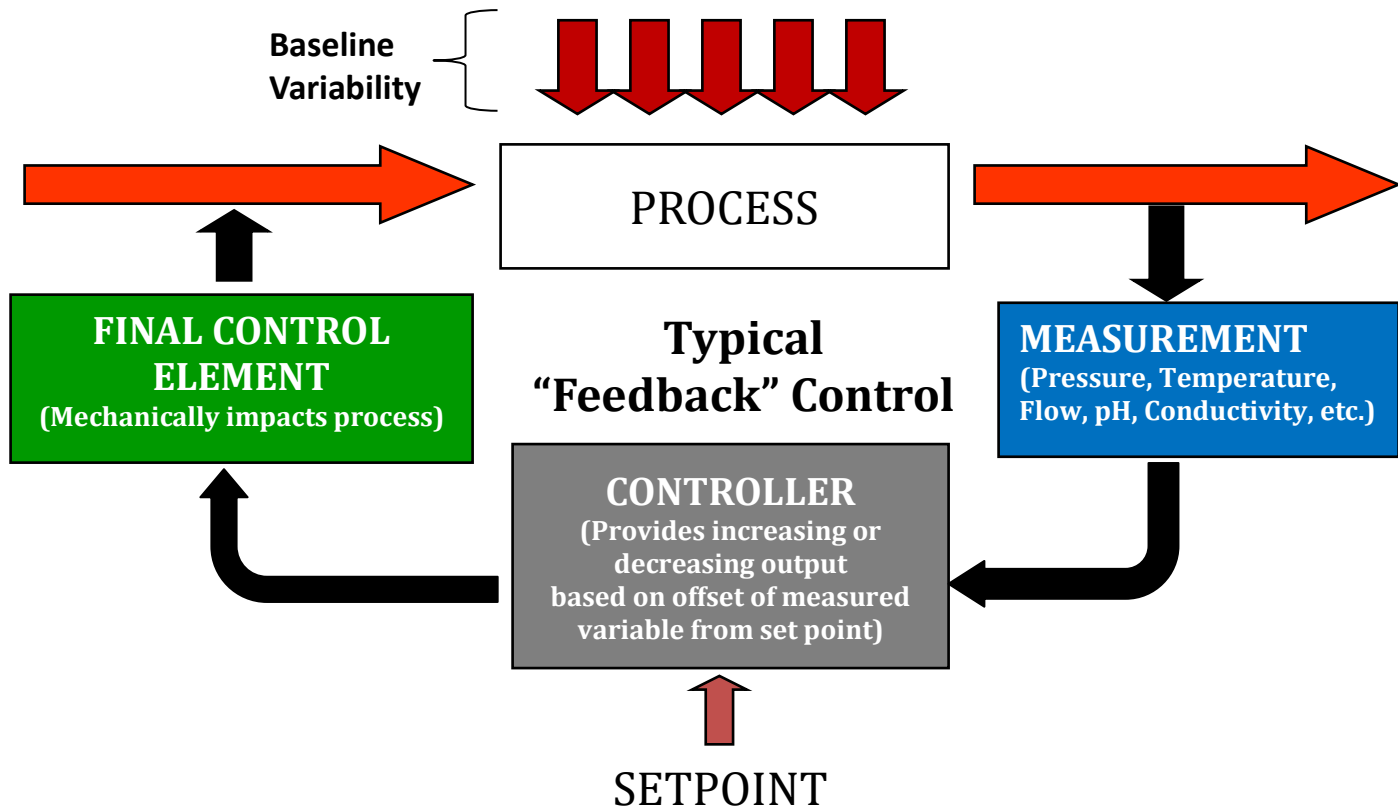 Baseline
Variability
PROCESS
FINAL CONTROL
ELEMENT
(Mechanically impacts process)
Typical
“Feedback” Control
MEASUREMENT
(Pressure, Temperature,
Flow, pH, Conductivity, etc.)
CONTROLLER
(Provides increasing or
decreasing output
based on offset of measured
variable from set point)
SETPOINT